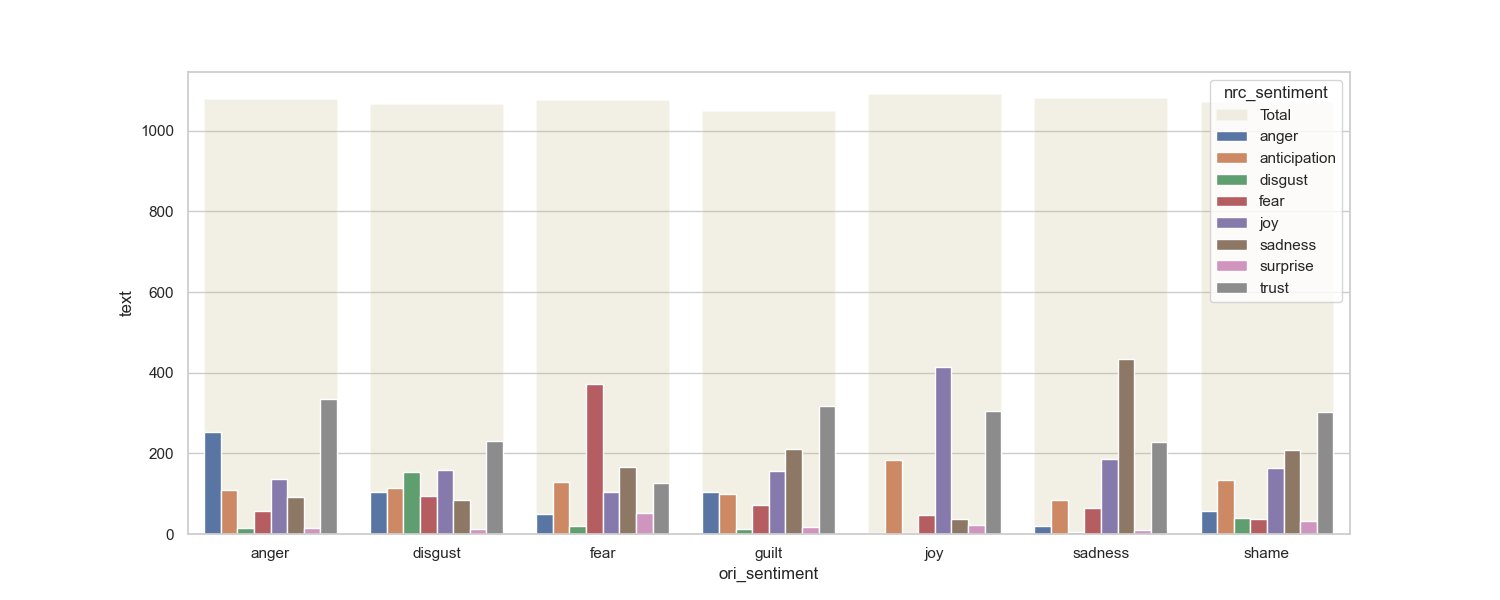 nrc_sentiment
Total
anger
anticipation
disgust
fear
joy
sadness
surprise
trust
1000
800
600
400
200
0
text
anger disgust fear guilt joy sadness shame
ori_sentiment